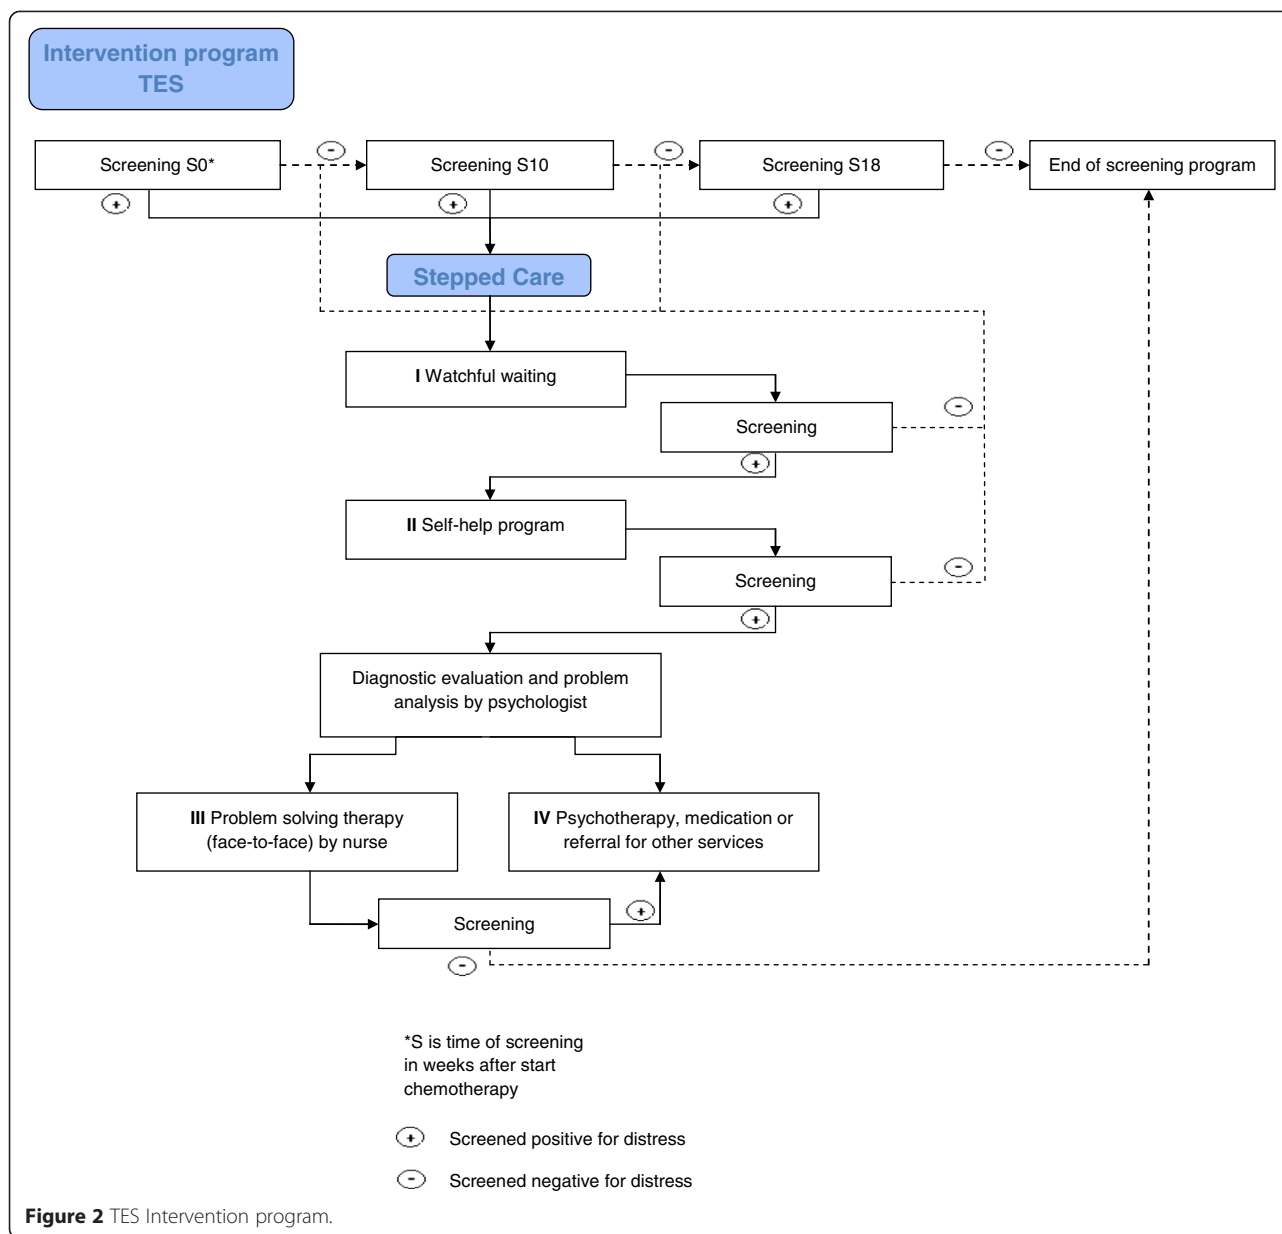 Intervention program
TES
Screening S0*
-
Screening S10
-
Screening S18
-
End of screening program
+
+
+
Stepped Care
I Watchful waiting
Screening
-
+
II Self-help program
Screening
-
+
Diagnostic evaluation and problem
analysis by psychologist
III Problem solving therapy
(face-to-face) by nurse
IV Psychotherapy, medication or
referral for other services
Screening
+
-
*S is time of screening
in weeks after start
chemotherapy
+ Screened positive for distress
- Screened negative for distress
Figure 2 TES Intervention program.